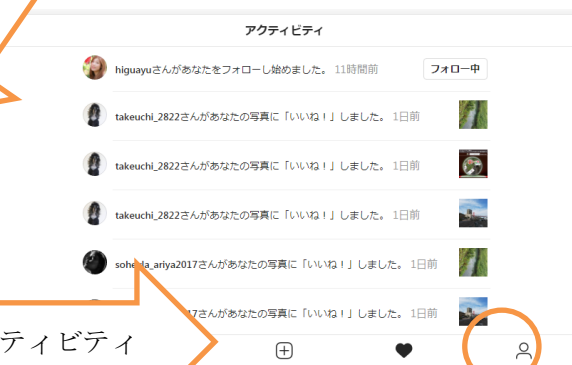 アクティビティ
higuayuさんがあなたをフォローし始めました。 11時間前 フォロー中
takeuchi_2822さんがあなたの写真に「いいね！」しました。 1日前
takeuchi_2822さんがあなたの写真に「いいね！」しました。 1日前
takeuchi_2822さんがあなたの写真に「いいね！」しました。 1日前
さんがあなたの写真に「いいね！」しました。 1日前
17さんがあなたの写真に「いいね！」しました。 1日前
ティビティ